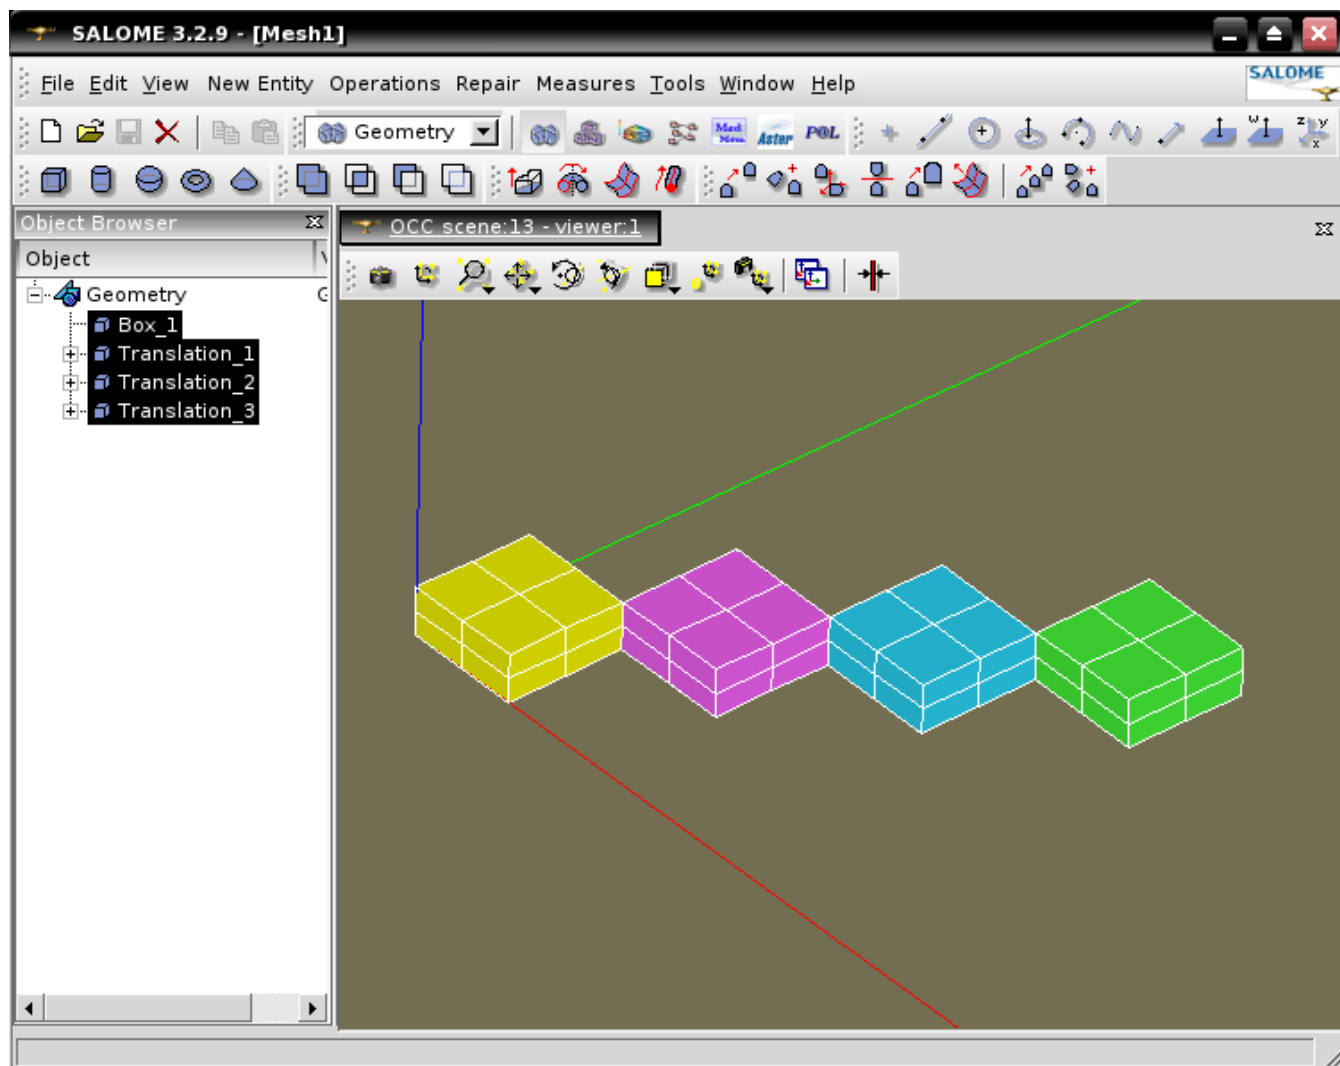 SALOME 3.2.9 - [Mesh1]
File Edit View New Entity Operations Repair Measures Tools Window Help
SALOME
Geometry
Med Mem
Aster
P@L
w
z y x
Object Browser
OCC scene:13 - viewer:1
Object
Geometry
Box_1
Translation_1
Translation_2
Translation_3